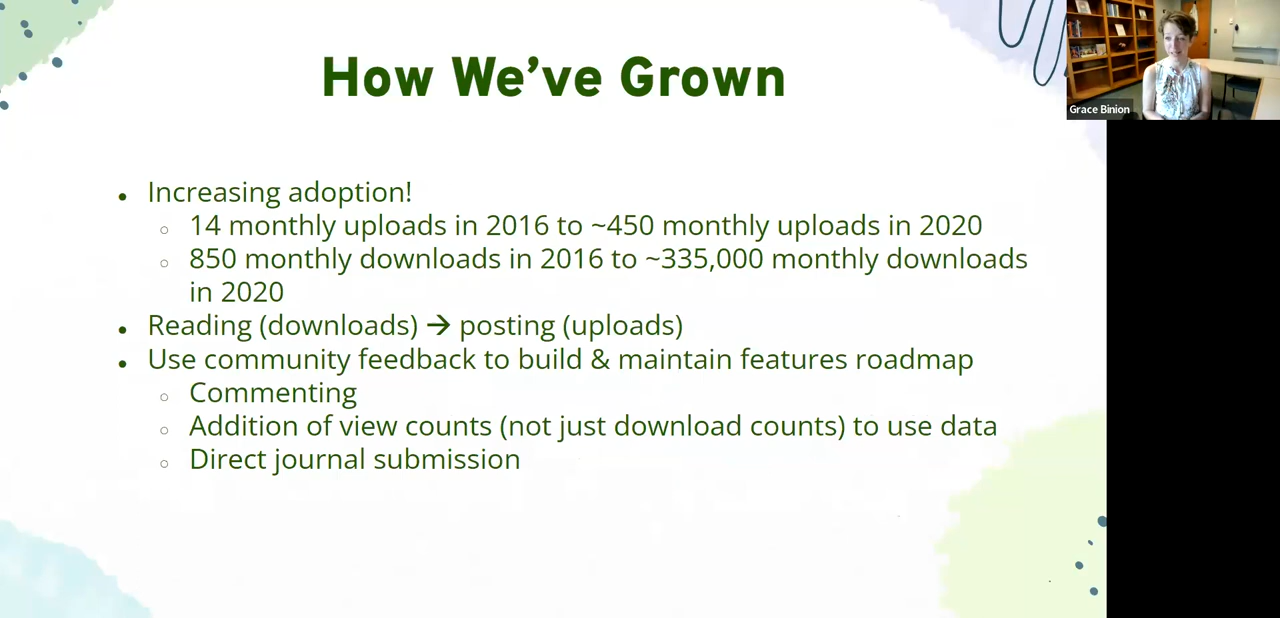 How We've Grown
Grace Binion
• Increasing adoption!
○ 14 monthly uploads in 2016 to ~450 monthly uploads in 2020
○ 850 monthly downloads in 2016 to ~335,000 monthly downloads
in 2020
• Reading (downloads) → posting (uploads)
• Use community feedback to build & maintain features roadmap
○ Commenting
○ Addition of view counts (not just download counts) to use data
○ Direct journal submission